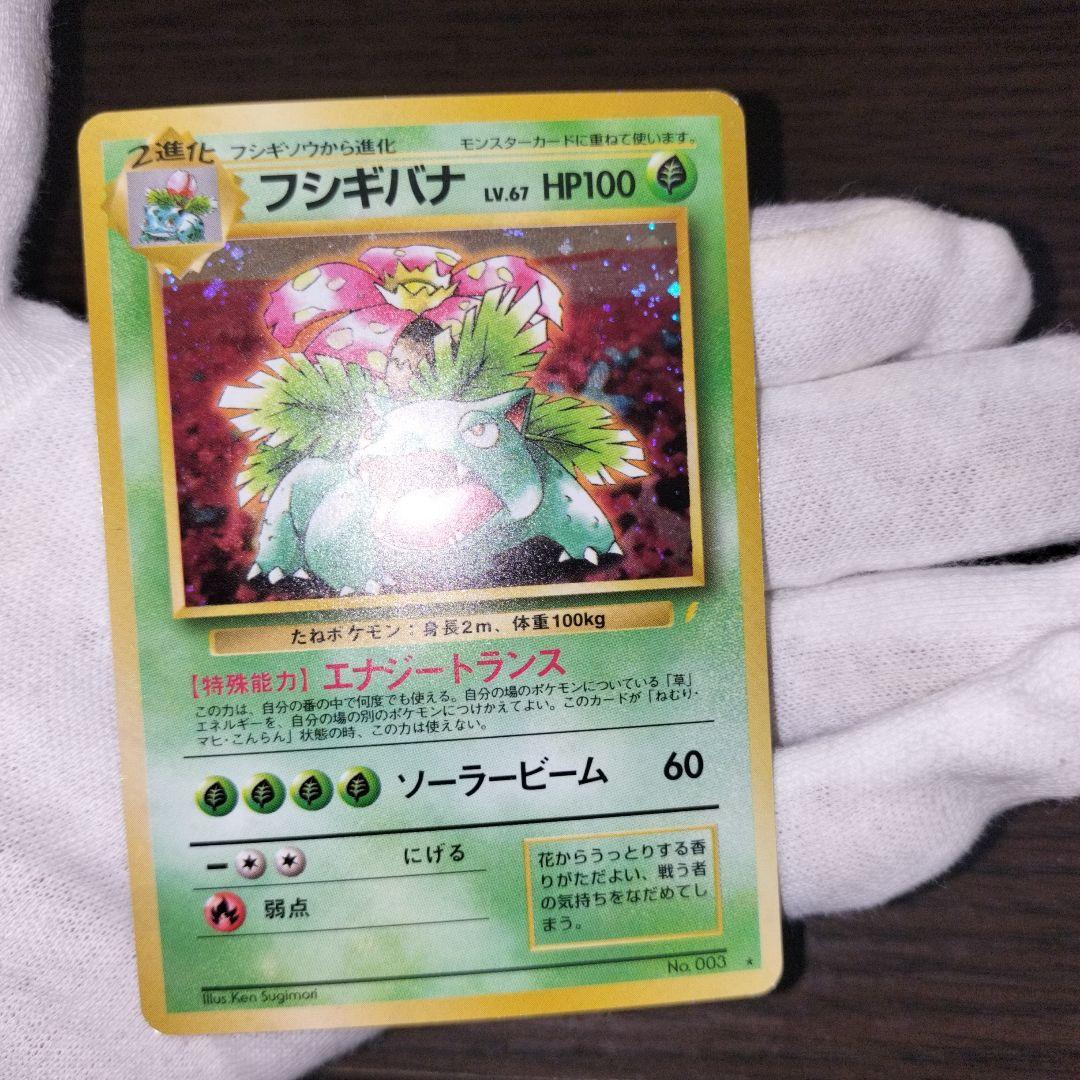 2進化 フシギソウから進化 モンスターカードに重ねて使います。
フシギバナ LV.67 HP100
たねポケモン：身長2m、体重100kg
【特殊能力】エナジートランス
この力は、自分の番の中で何度でも使える。自分の場のポケモンについている「草」
エネルギーを、自分の場の別のポケモンにつけかえてよい。このカードが「ねむり・
マヒ・こんらん」状態の時、この力は使えない。
ソーラービーム 60
ー にげる
弱点
花からうっとりする香
りがただよい、戦う者
の気持ちをなだめてし
まう。
Illus. Ken Sugimori
No. 003 ★